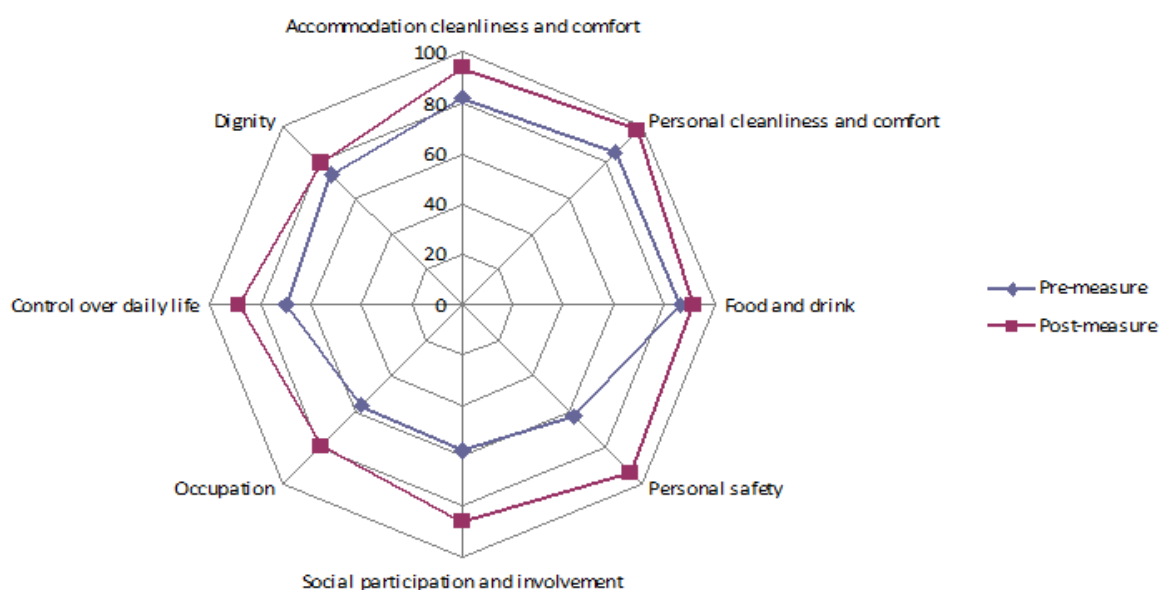 Accommodation cleanliness and comfort
100
80
60
40
20
0
Personal cleanliness and comfort
Food and drink
Personal safety
Social participation and involvement
Occupation
Control over daily life
Dignity
Pre-measure
Post-measure